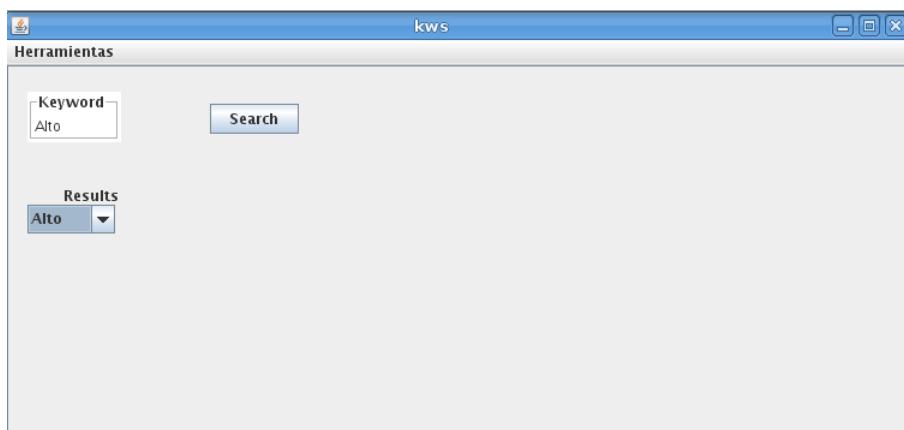 kws
Herramientas
Keyword
Alto
Search
Results
Alto